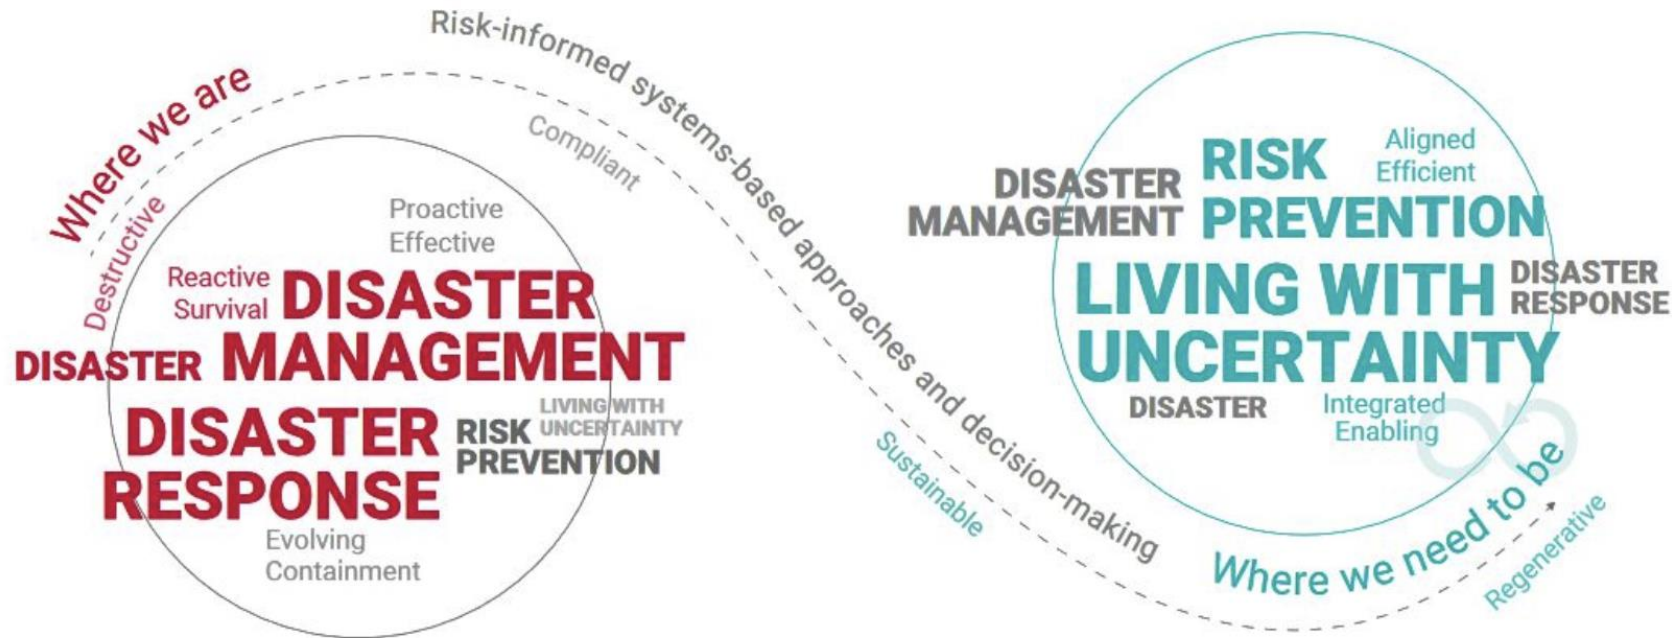 Where we are
Destructive
Proactive
Effective
Reactive
Survival
DISASTER
MANAGEMENT
DISASTER
DISASTER
RESPONSE
RISK
PREVENTION
LIVING WITH
UNCERTAINTY
Evolving
Containment
Risk-informed systems-based approaches and decision-making
Compliant
Sustainable
DISASTER
MANAGEMENT
RISK
PREVENTION
Aligned
Efficient
LIVING WITH
UNCERTAINTY
DISASTER
RESPONSE
DISASTER
Integrated
Enabling
Where we need to be
Regenerative